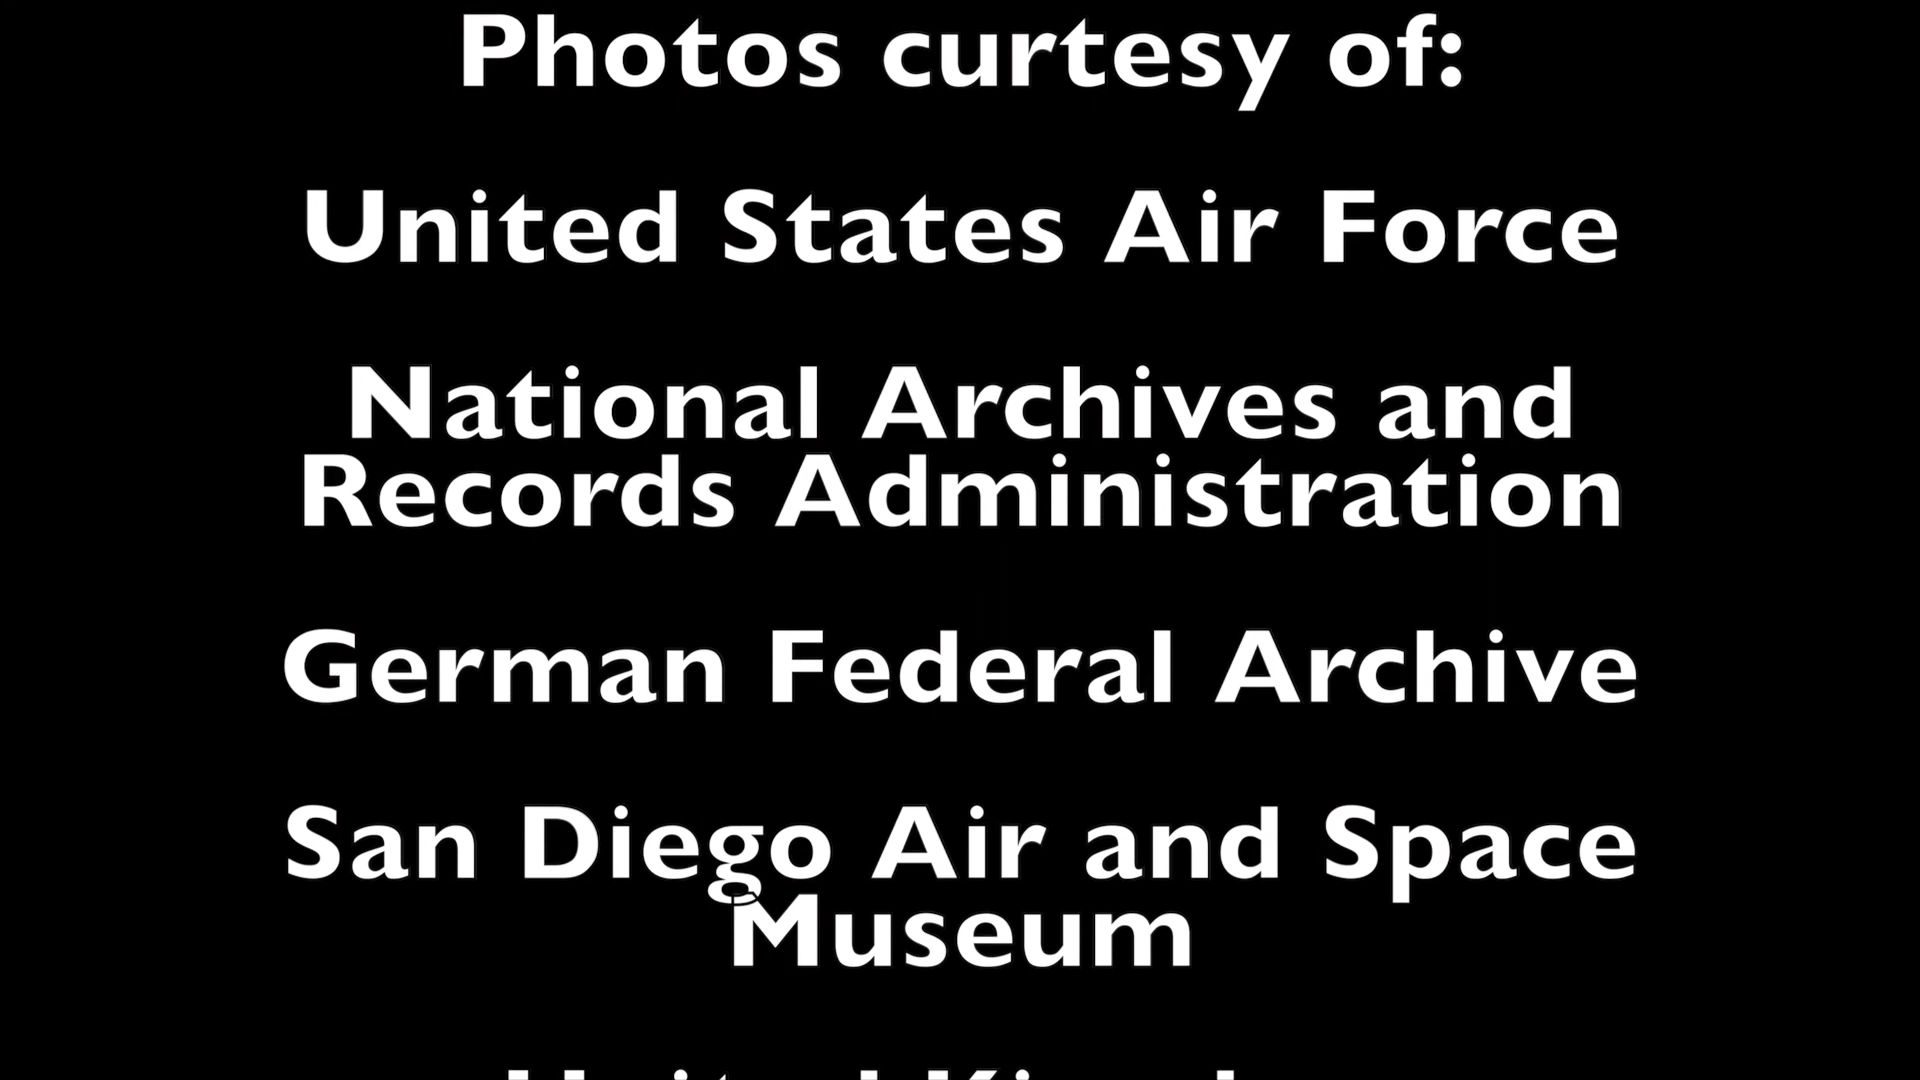 Photos curtesy of:
United States Air Force
National Archives and
Records Administration
German Federal Archive
San Diego Air and Space
Museum